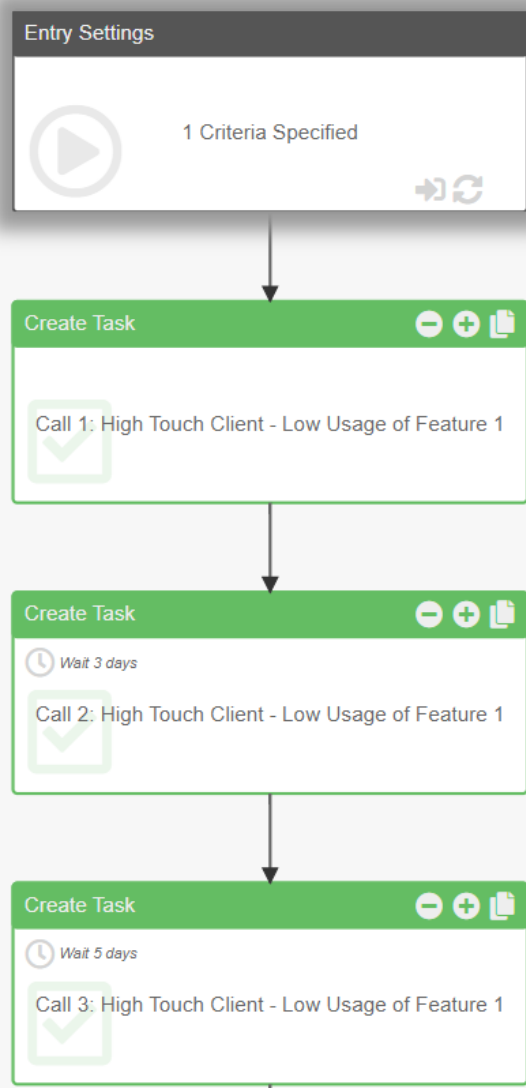 Entry Settings
1 Criteria Specified
Create Task
Call 1: High Touch Client - Low Usage of Feature 1
Create Task
Wait 3 days
Call 2: High Touch Client - Low Usage of Feature 1
Create Task
Wait 5 days
Call 3: High Touch Client - Low Usage of Feature 1